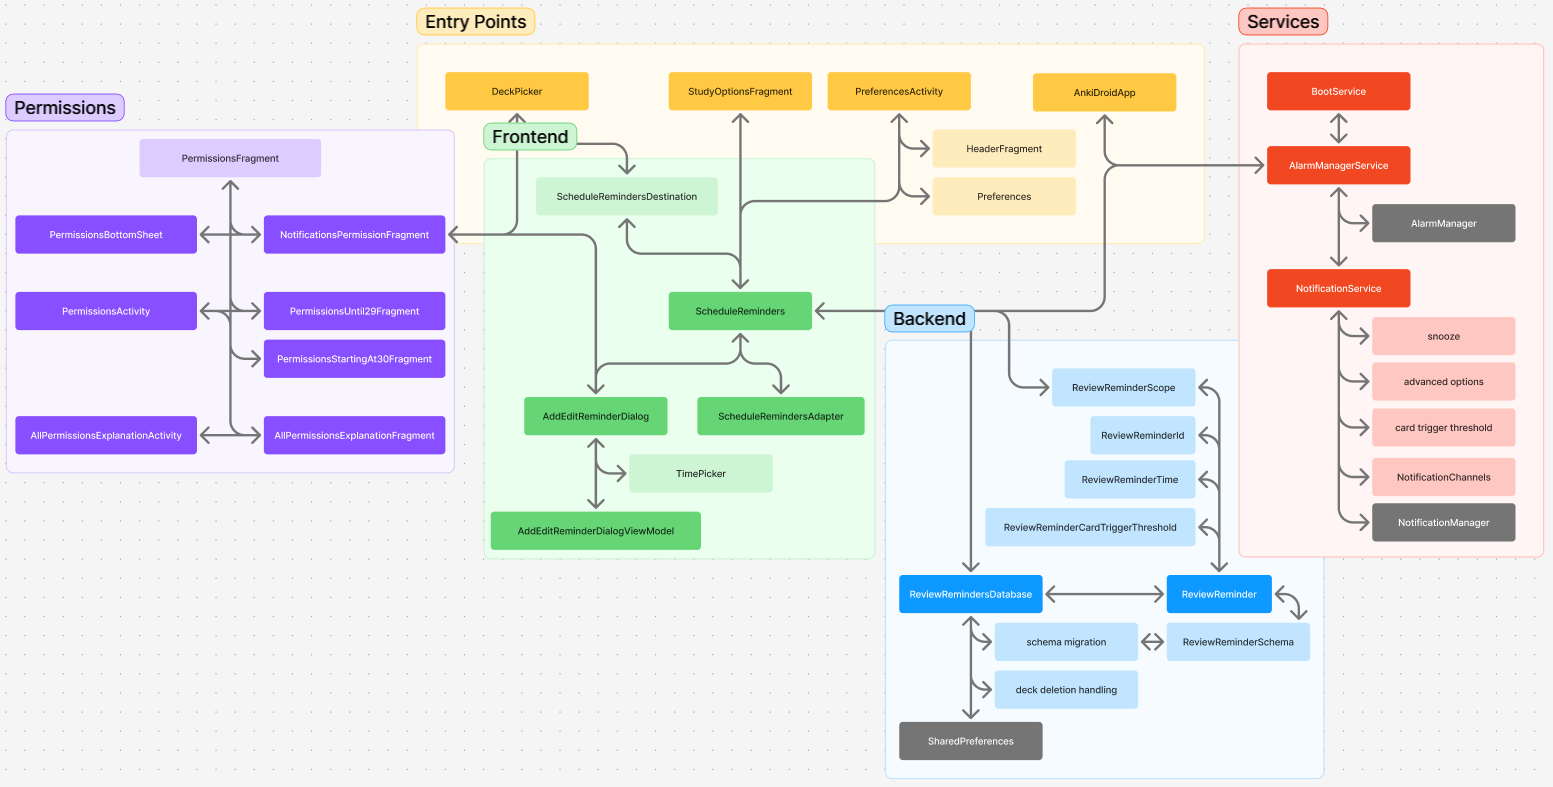 Entry Points
DeckPicker
StudyOptionsFragment
PreferencesActivity
AnkiDroidApp
HeaderFragment
Preferences
Services
BootService
AlarmManagerService
AlarmManager
NotificationService
snooze
advanced options
card trigger threshold
NotificationChannels
NotificationManager
Permissions
PermissionsFragment
PermissionsBottomSheet
NotificationsPermissionFragment
PermissionsActivity
PermissionsUntil29Fragment
PermissionsStartingAt30Fragment
AllPermissionsExplanationActivity
AllPermissionsExplanationFragment
Frontend
ScheduleRemindersDestination
ScheduleReminders
AddEditReminderDialog
ScheduleRemindersAdapter
TimePicker
AddEditReminderDialogViewModel
Backend
ReviewReminderScope
ReviewReminderId
ReviewReminderTime
ReviewReminderCardTriggerThreshold
ReviewRemindersDatabase
ReviewReminder
schema migration
ReviewReminderSchema
deck deletion handling
SharedPreferences